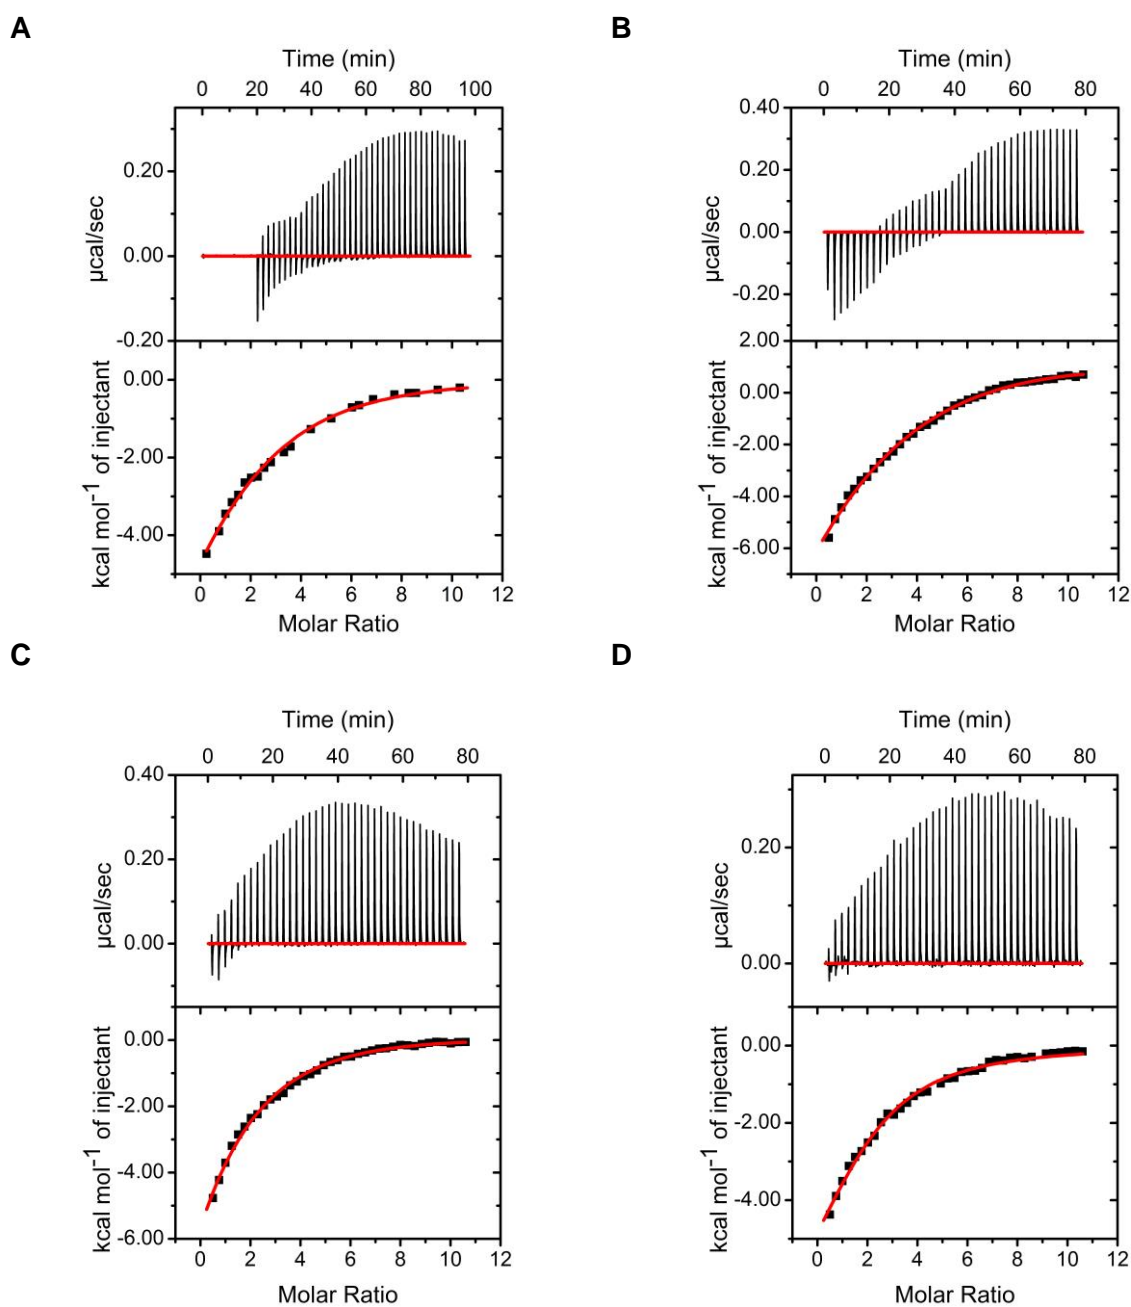 A
Time (min)
0 20 40 60 80 100
0.20
0.00
-0.20
µcal/sec
0.00
-2.00
-4.00
kcal mol⁻¹ of injectant
0 2 4 6 8 10 12
Molar Ratio
B
Time (min)
0 20 40 60 80
0.40
0.20
0.00
-0.20
µcal/sec
2.00
0.00
-2.00
-4.00
-6.00
kcal mol⁻¹ of injectant
0 2 4 6 8 10 12
Molar Ratio
C
Time (min)
0 20 40 60 80
0.40
0.20
0.00
µcal/sec
0.00
-2.00
-4.00
-6.00
kcal mol⁻¹ of injectant
0 2 4 6 8 10 12
Molar Ratio
D
Time (min)
0 20 40 60 80
0.20
0.00
µcal/sec
0.00
-2.00
-4.00
kcal mol⁻¹ of injectant
0 2 4 6 8 10 12
Molar Ratio